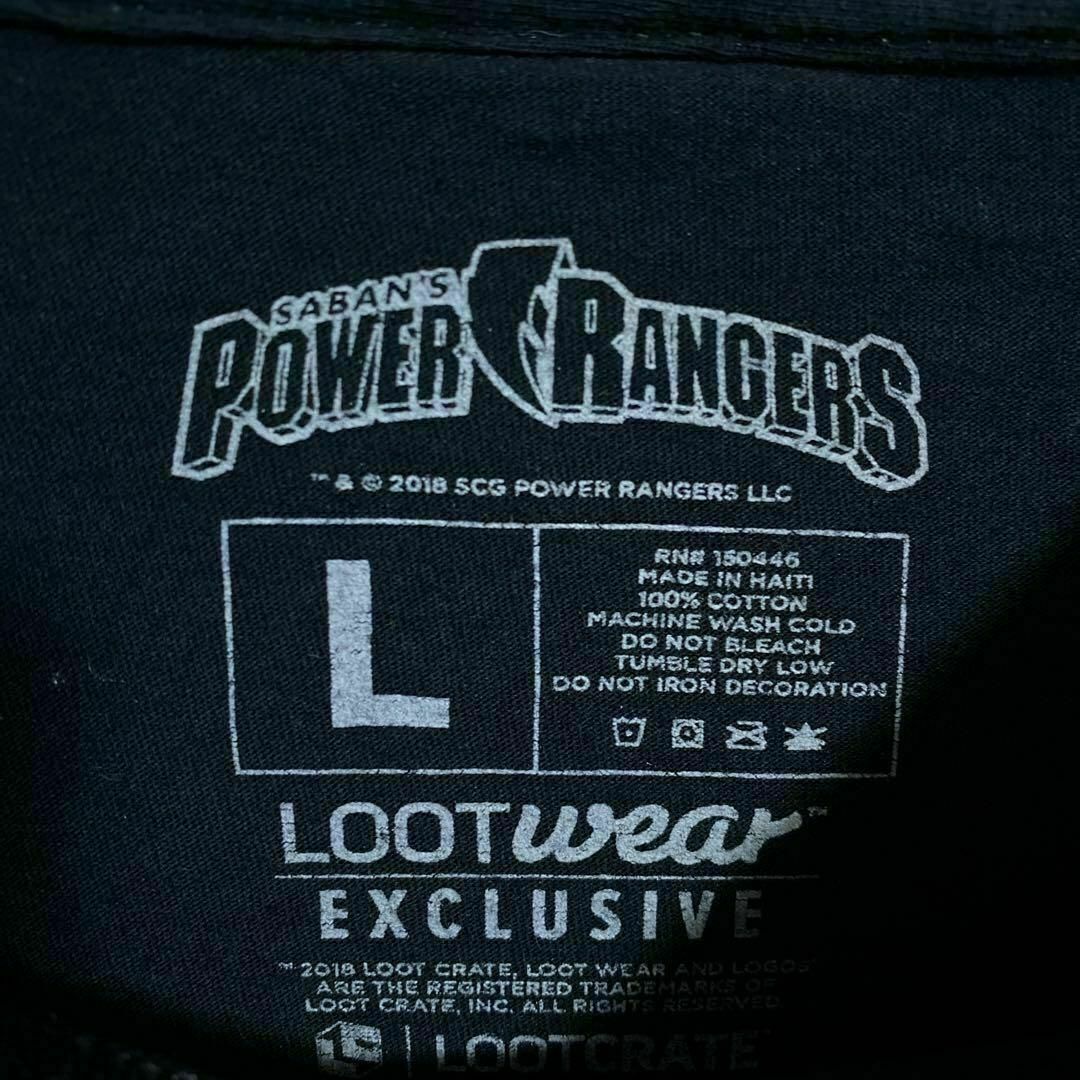 SABAN'S
POWER RANGERS
™ & © 2018 SCG POWER RANGERS LLC
L
RN# 150446
MADE IN HAITI
100% COTTON
MACHINE WASH COLD
DO NOT BLEACH
TUMBLE DRY LOW
DO NOT IRON DECORATION
LOOTwear™
EXCLUSIVE
™ 2018 LOOT CRATE, LOOT WEAR AND LOGOS
ARE THE REGISTERED TRADEMARKS OF
LOOT CRATE, INC. ALL RIGHTS RESERVED.
LOOTCRATE